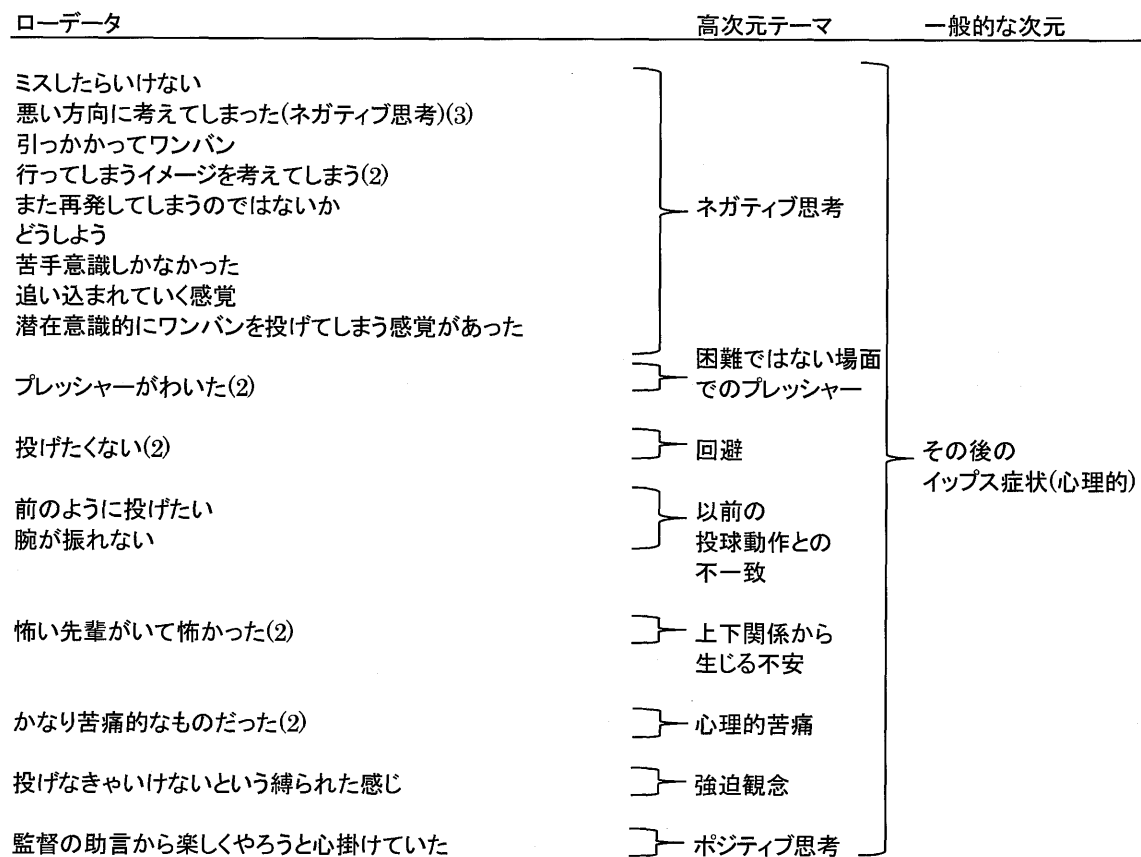 ローデータ 高次元テーマ 一般的な次元
ミスしたらいけない
悪い方向に考えてしまった(ネガティブ思考)(3)
引っかかってワンバン
行ってしまうイメージを考えてしまう(2)
また再発してしまうのではないか
どうしよう
苦手意識しかなかった
追い込まれていく感覚
潜在意識的にワンバンを投げてしまう感覚があった
ネガティブ思考
プレッシャーがわいた(2)
困難ではない場面
でのプレッシャー
投げたくない(2)
回避
前のように投げたい
腕が振れない
以前の
投球動作との
不一致
怖い先輩がいて怖かった(2)
上下関係から
生じる不安
かなり苦痛的なものだった(2)
心理的苦痛
投げなきゃいけないという縛られた感じ
強迫観念
監督の助言から楽しくやろうと心掛けていた
ポジティブ思考
その後の
イップス症状(心理的)